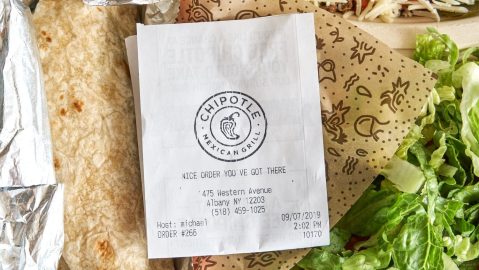 CHIPOTLE
MEXICAN GRILL
NICE ORDER YOU VE GOT THERE
475 Western Avenue
Albany NY 12203
(518) 459-1025
09/07/2019
Host: michael 2:02 PM
ORDER #266 10170